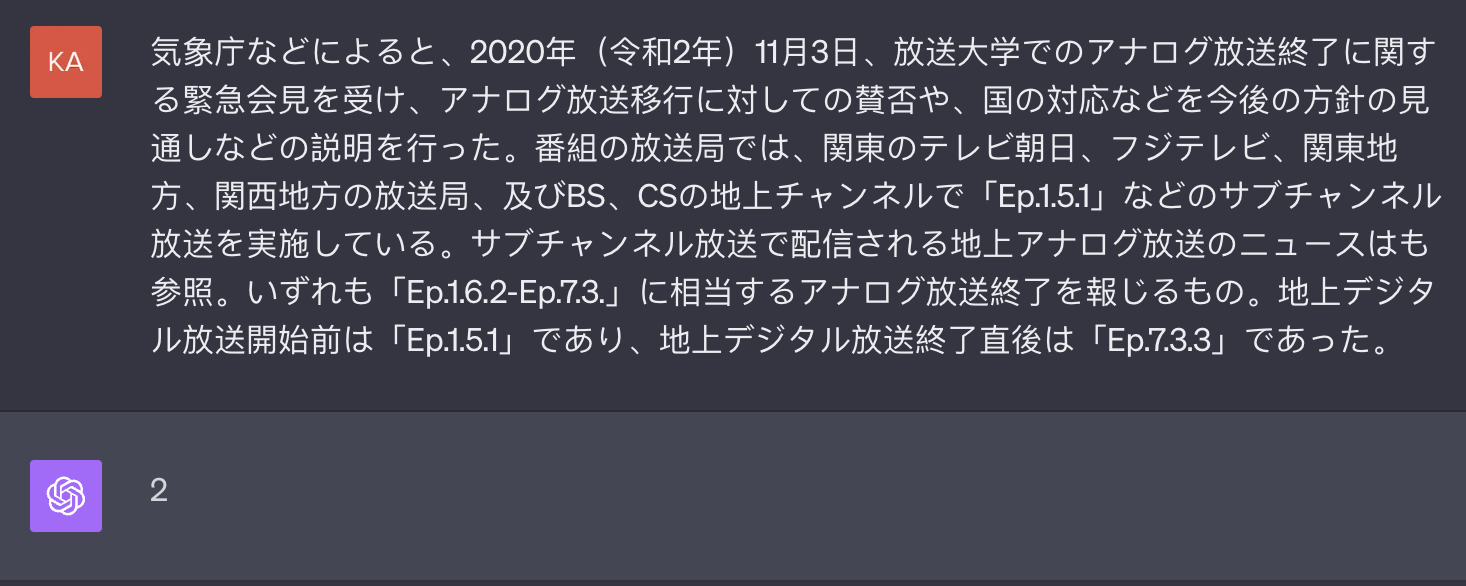 KA
気象庁などによると、2020年（令和2年）11月3日、放送大学でのアナログ放送終了に関す
る緊急会見を受け、アナログ放送移行に対しての賛否や、国の対応などを今後の方針の見
通しなどの説明を行った。番組の放送局では、関東のテレビ朝日、フジテレビ、関東地
方、関西地方の放送局、及びBS、CSの地上チャンネルで「Ep.1.5.1」などのサブチャンネル
放送を実施している。サブチャンネル放送で配信される地上アナログ放送のニュースはも
参照。いずれも「Ep.1.6.2-Ep.7.3.」に相当するアナログ放送終了を報じるもの。地上デジタ
ル放送開始前は「Ep.1.5.1」であり、地上デジタル放送終了直後は「Ep.7.3.3」であった。
2